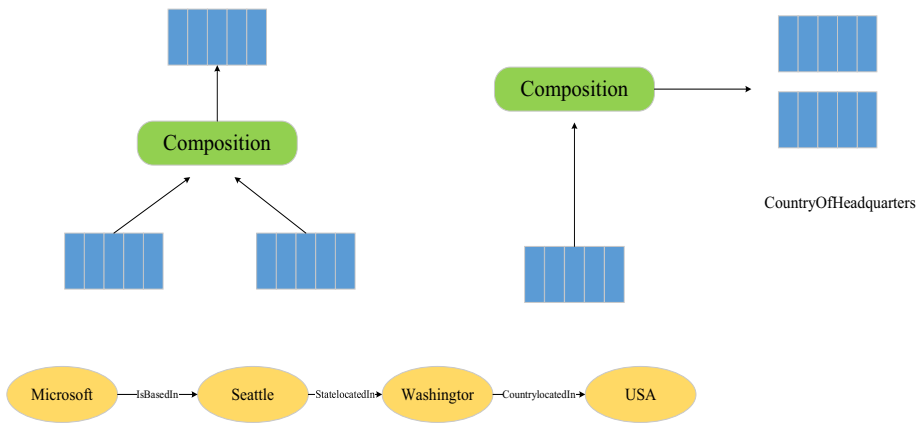 Composition
Composition
CountryOfHeadquarters
Microsoft
IsBasedIn
Seattle
StatelocatedIn
Washingtor
CountrylocatedIn
USA